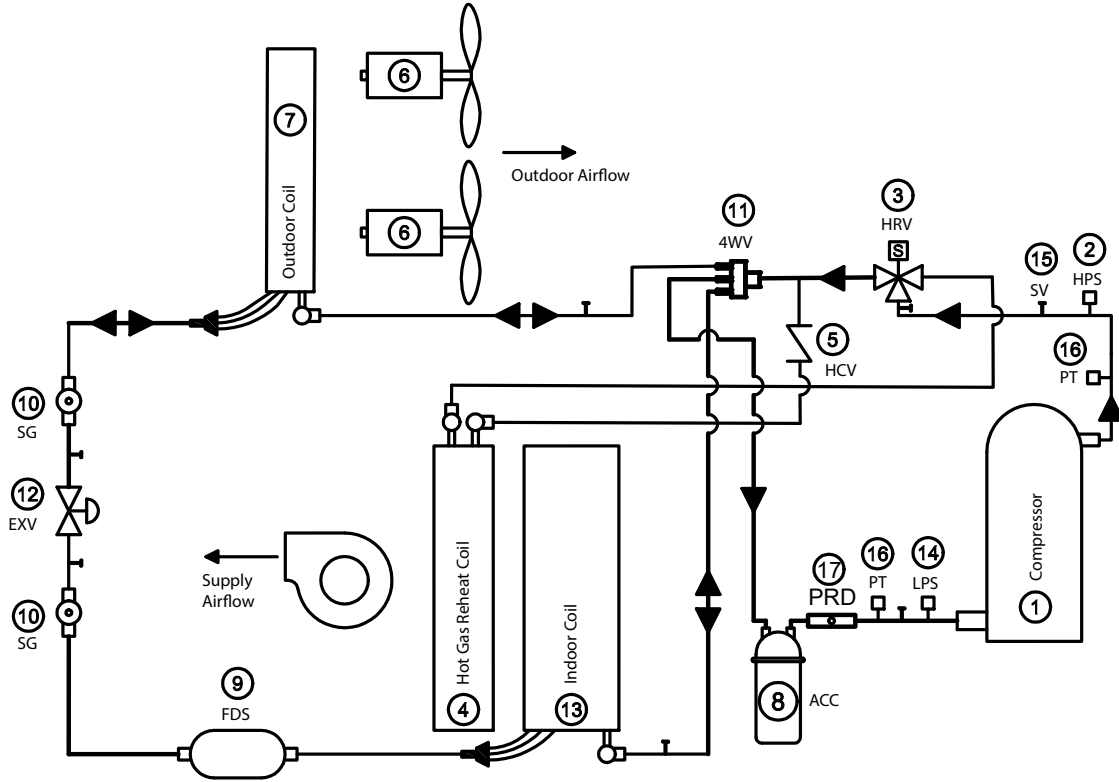 6
7
Outdoor Coil
Outdoor Airflow
6
11
4WV
3
HRV
S
15
SV
2
HPS
5
HCV
16
PT
10
SG
12
EXV
10
SG
Supply
Airflow
Hot Gas Reheat Coil
4
Indoor Coil
13
9
FDS
17
PRD
16
PT
14
LPS
Compressor
1
8
ACC